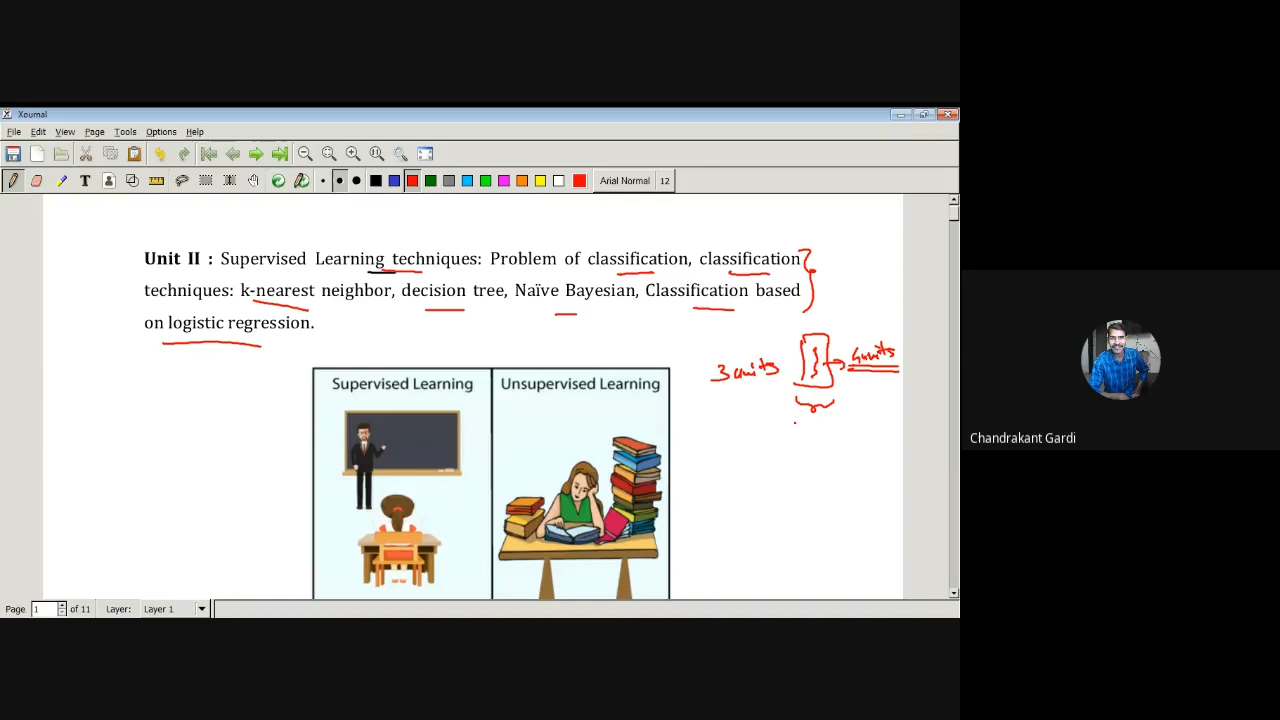 Xournal
File Edit View Page Tools Options Help
Arial Normal 12
Unit II : Supervised Learning techniques: Problem of classification, classification
techniques: k-nearest neighbor, decision tree, Naïve Bayesian, Classification based
on logistic regression.
3 units
4 units
Supervised Learning Unsupervised Learning
Chandrakant Gardi
Page 1 of 11 Layer: Layer 1